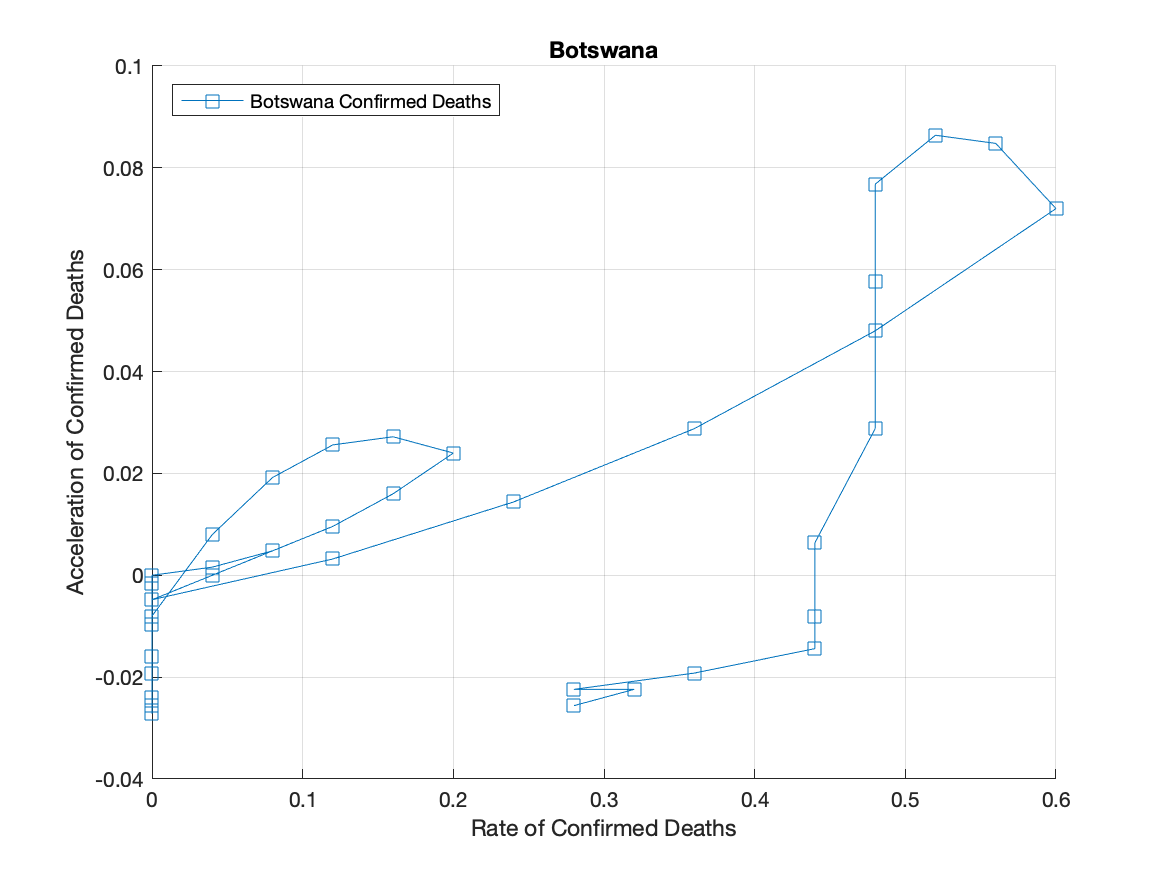 Botswana
Botswana Confirmed Deaths
0.1
0.08
0.06
0.04
0.02
0
-0.02
-0.04
Acceleration of Confirmed Deaths
0 0.1 0.2 0.3 0.4 0.5 0.6
Rate of Confirmed Deaths